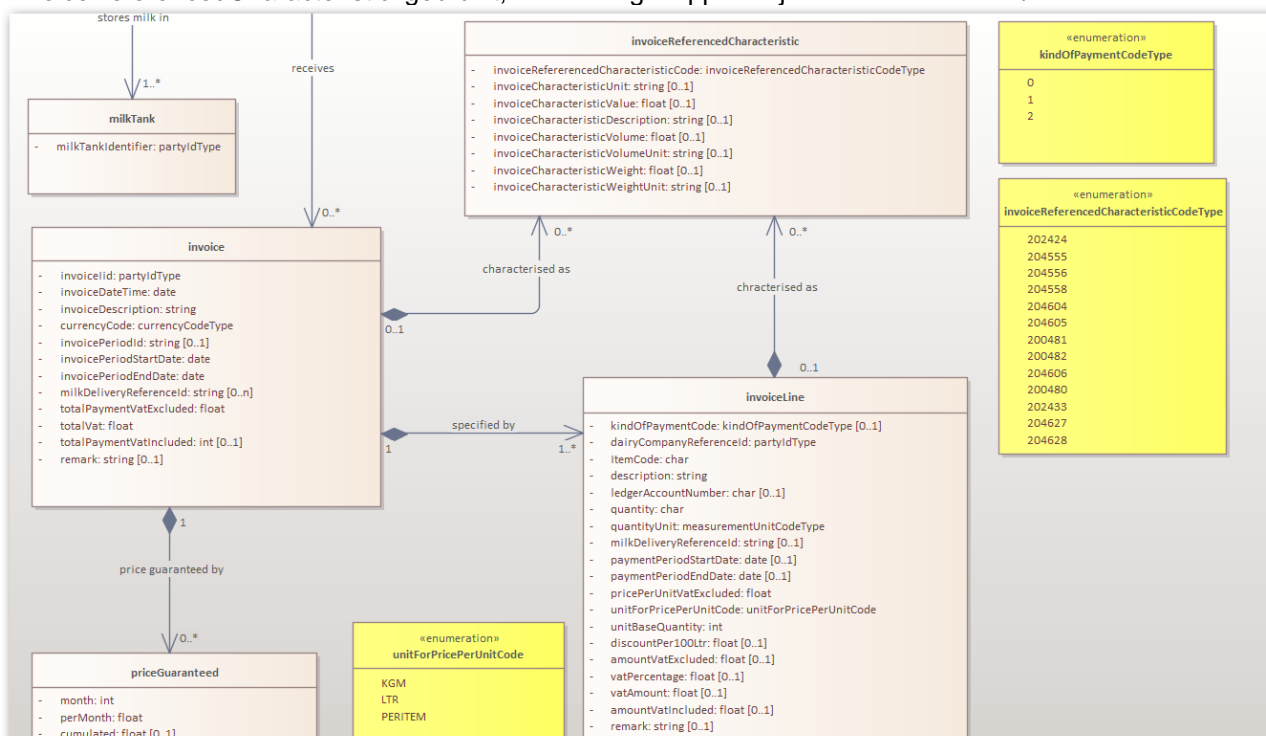 stores milk in
1..*
receives
0..*
milkTank
- milkTankIdentifier: partyIdType
invoiceReferencedCharacteristic
- invoiceRefererencedCharacteristicCode: invoiceReferencedCharacteristicCodeType
- invoiceCharacteristicUnit: string [0..1]
- invoiceCharacteristicValue: float [0..1]
- invoiceCharacteristicDescription: string [0..1]
- invoiceCharacteristicVolume: float [0..1]
- invoiceCharacteristicVolumeUnit: string [0..1]
- invoiceCharacteristicWeight: float [0..1]
- invoiceCharacteristicWeightUnit: string [0..1]
«enumeration»
kindOfPaymentCodeType
0
1
2
«enumeration»
invoiceReferencedCharacteristicCodeType
202424
204555
204556
204558
204604
204605
200481
200482
204606
200480
202433
204627
204628
invoice
- invoiceIid: partyIdType
- invoiceDateTime: date
- invoiceDescription: string
- currencyCode: currencyCodeType
- invoicePeriodId: string [0..1]
- invoicePeriodStartDate: date
- invoicePeriodEndDate: date
- milkDeliveryReferenceId: string [0..n]
- totalPaymentVatExcluded: float
- totalVat: float
- totalPaymentVatIncluded: int [0..1]
- remark: string [0..1]
0..*
characterised as
0..1
0..*
chracterised as
0..1
specified by
1
1..*
invoiceLine
- kindOfPaymentCode: kindOfPaymentCodeType [0..1]
- dairyCompanyReferenceId: partyIdType
- ItemCode: char
- description: string
- ledgerAccountNumber: char [0..1]
- quantity: char
- quantityUnit: measurementUnitCodeType
- milkDeliveryReferenceId: string [0..1]
- paymentPeriodStartDate: date [0..1]
- paymentPeriodEndDate: date [0..1]
- pricePerUnitVatExcluded: float
- unitForPricePerUnitCode: unitForPricePerUnitCode
- unitBaseQuantity: int
- discountPer100Ltr: float [0..1]
- amountVatExcluded: float [0..1]
- vatPercentage: float [0..1]
- vatAmount: float [0..1]
- amountVatIncluded: float [0..1]
- remark: string [0..1]
1
price guaranteed by
0..*
priceGuaranteed
- month: int
- perMonth: float
- cumulated: float [0..1]
«enumeration»
unitForPricePerUnitCode
KGM
LTR
PERITEM